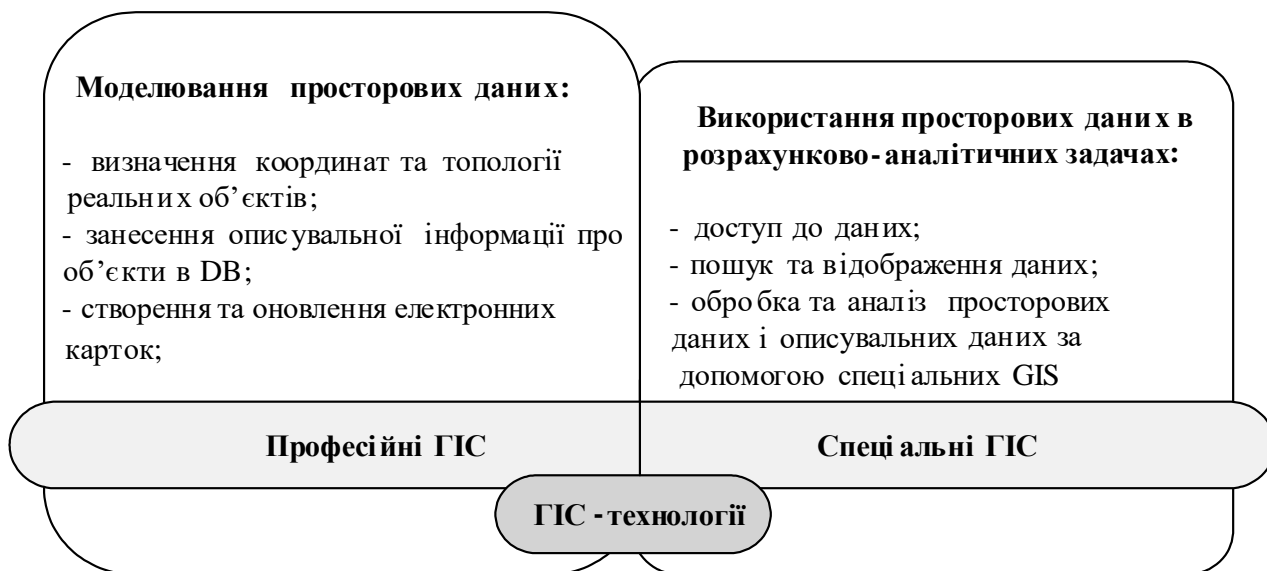 Моделювання просторових даних:
- визначення координат та топології
реальних об’єктів;
- занесення описувальної інформації про
об’єкти в DB;
- створення та оновлення електронних
карток;
Використання просторових даних в
розрахунково-аналітичних задачах:
- доступ до даних;
- пошук та відображення даних;
- обробка та аналіз просторових
даних і описувальних даних за
допомогою спеціальних GIS
Професійні ГІС
Спеціальні ГІС
ГІС - технології